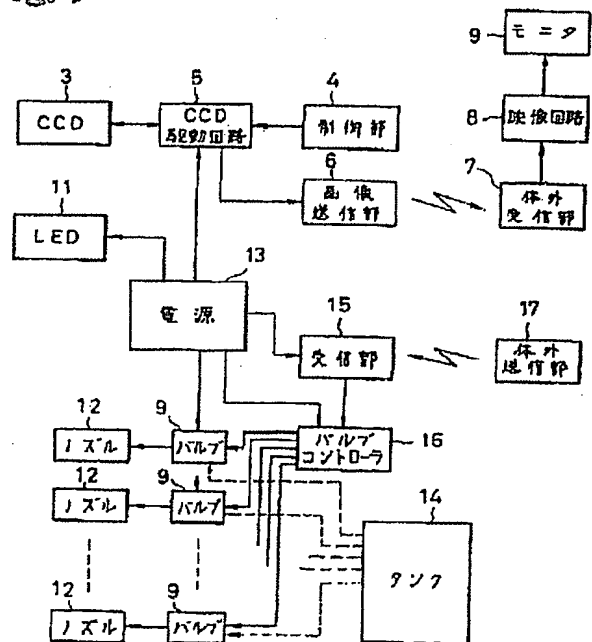 9
モニタ
3
5
4
CCD
CCD
駆動回路
制御部
8
映像回路
6
画像
送信部
7
体外
受信部
11
LED
13
電源
15
受信部
17
体外
送信部
12
ノズル
9
バルブ
バルブ
コントローラ
16
12
ノズル
9
バルブ
14
タンク
12
ノズル
9
バルブ